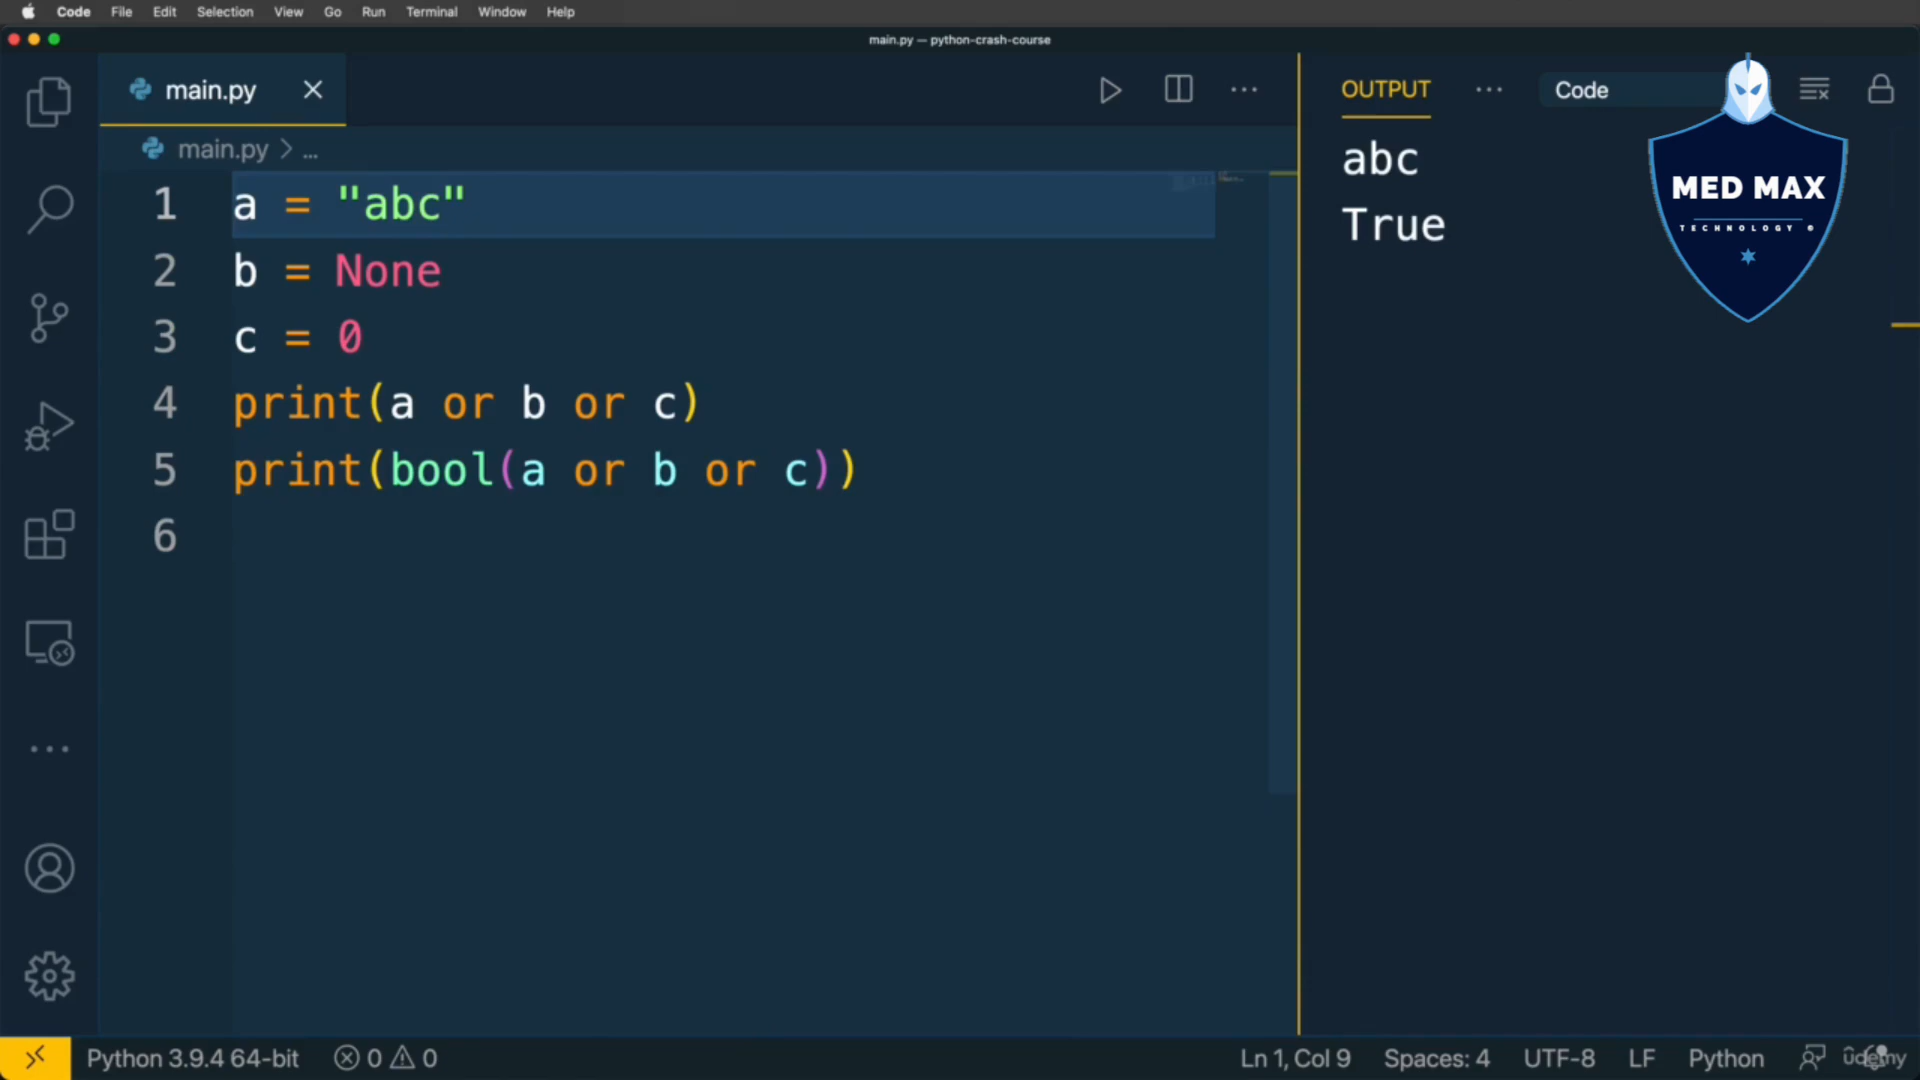 Code File Edit Selection View Go Run Terminal Window Help
main.py — python-crash-course
main.py
main.py > ...
1 a = "abc"
2 b = None
3 c = 0
4 print(a or b or c)
5 print(bool(a or b or c))
6
OUTPUT ... Code
abc
True
MED MAX
TECHNOLOGY ®
Python 3.9.4 64-bit 0 0 Ln 1, Col 9 Spaces: 4 UTF-8 LF Python
ûdemy